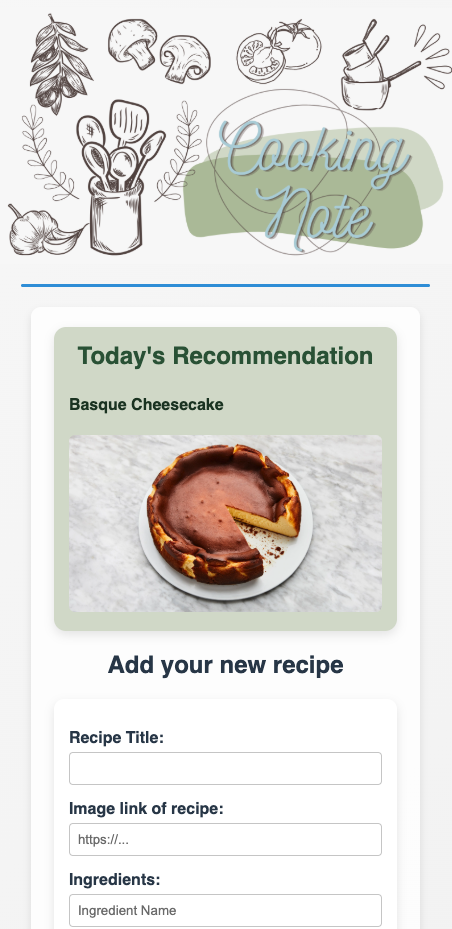 Cooking
Note
Today's Recommendation
Basque Cheesecake
Add your new recipe
Recipe Title:
Image link of recipe:
https://...
Ingredients:
Ingredient Name